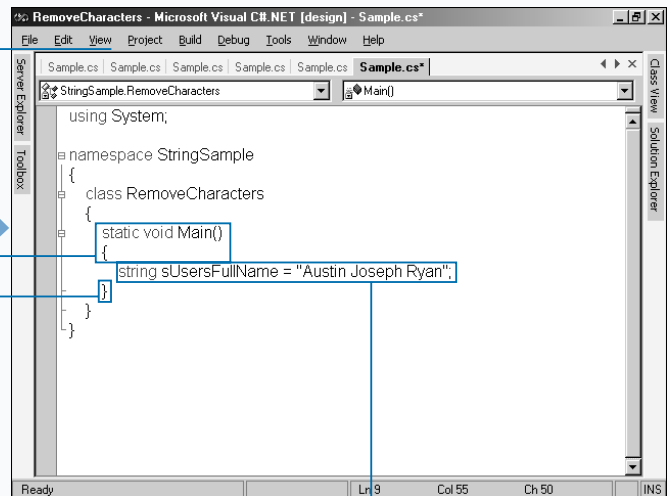 RemoveCharacters - Microsoft Visual C#.NET [design] - Sample.cs*
File Edit View Project Build Debug Tools Window Help
Sample.cs Sample.cs Sample.cs Sample.cs Sample.cs Sample.cs*
StringSample.RemoveCharacters Main()
using System;
namespace StringSample
{
class RemoveCharacters
{
static void Main()
{
string sUsersFullName = "Austin Joseph Ryan";
}
}
}
Server Explorer
Toolbox
Class View
Solution Explorer
Ready Ln 9 Col 55 Ch 50 INS